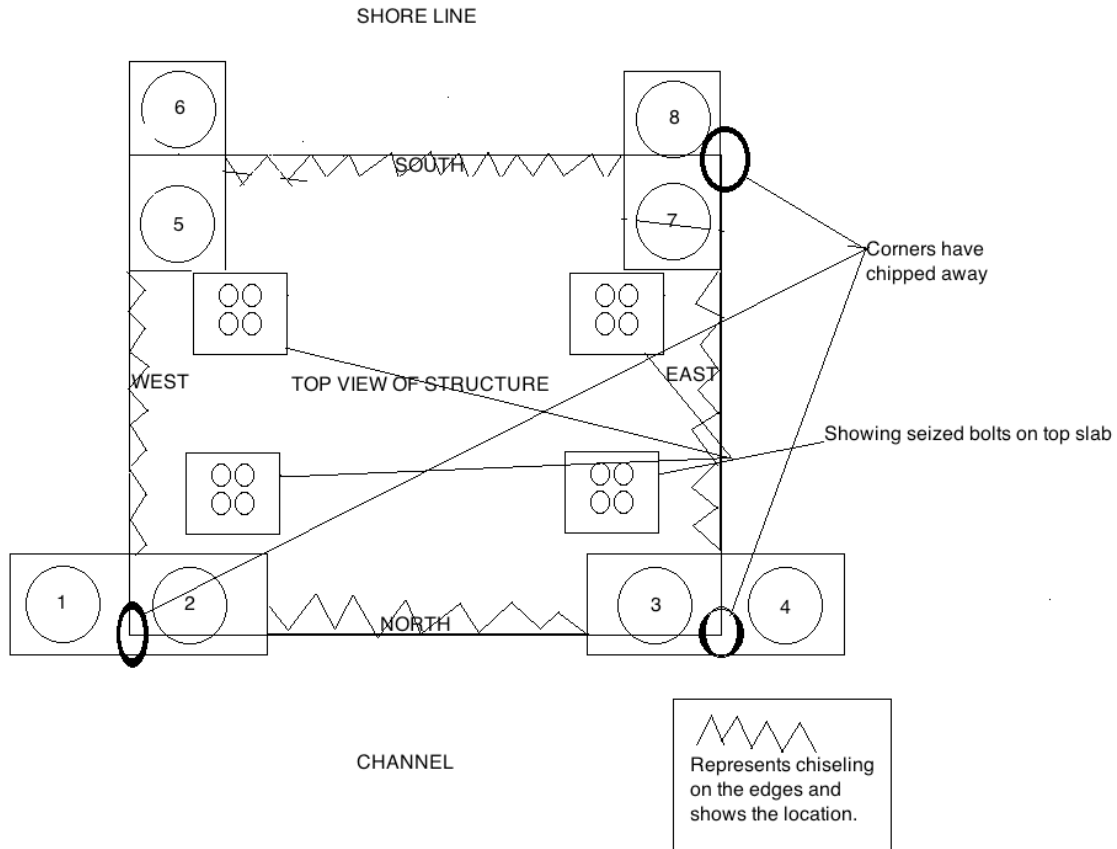 SHORE LINE
6
8
SOUTH
5
7
Corners have
chipped away
WEST
TOP VIEW OF STRUCTURE
EAST
Showing seized bolts on top slab
1
2
3
4
NORTH
CHANNEL
Represents chiseling
on the edges and
shows the location.